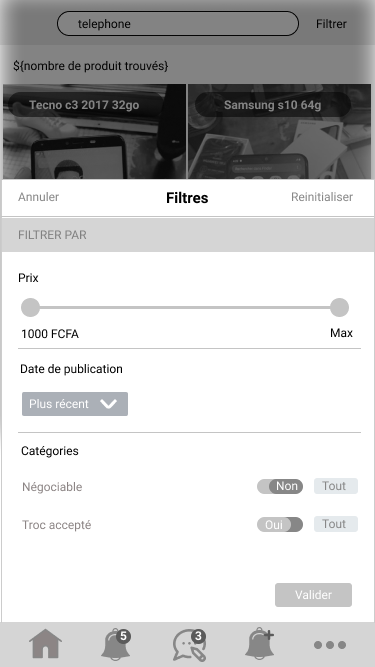 telephone Filtrer
${nombre de produit trouvés}
Tecno c3 2017 32go Samsung s10 64g
Annuler Filtres Reinitialiser
FILTRER PAR
Prix
1000 FCFA Max
Date de publication
Plus récent
Catégories
Négociable Non Tout
Troc accepté Oui Tout
Valider
5 3